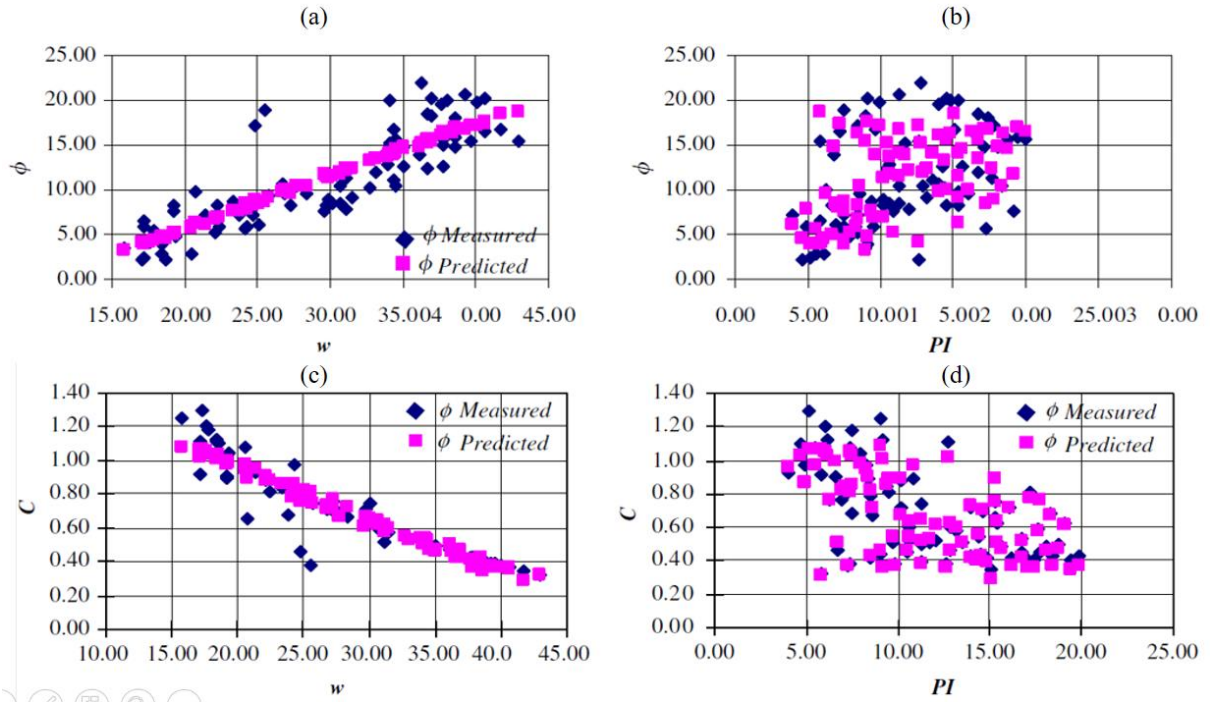 (a)
25.00
20.00
15.00
10.00
5.00
0.00
ϕ
ϕ Measured
ϕ Predicted
15.00 20.00 25.00 30.00 35.004 0.00 45.00
w
(b)
25.00
20.00
15.00
10.00
5.00
0.00
ϕ
0.00 5.00 10.001 5.002 0.00 25.003 0.00
PI
(c)
1.40
1.20
1.00
0.80
0.60
0.40
0.20
0.00
C
ϕ Measured
ϕ Predicted
10.00 15.00 20.00 25.00 30.00 35.00 40.00 45.00
w
(d)
1.40
1.20
1.00
0.80
0.60
0.40
0.20
0.00
C
ϕ Measured
ϕ Predicted
0.00 5.00 10.00 15.00 20.00 25.00
PI